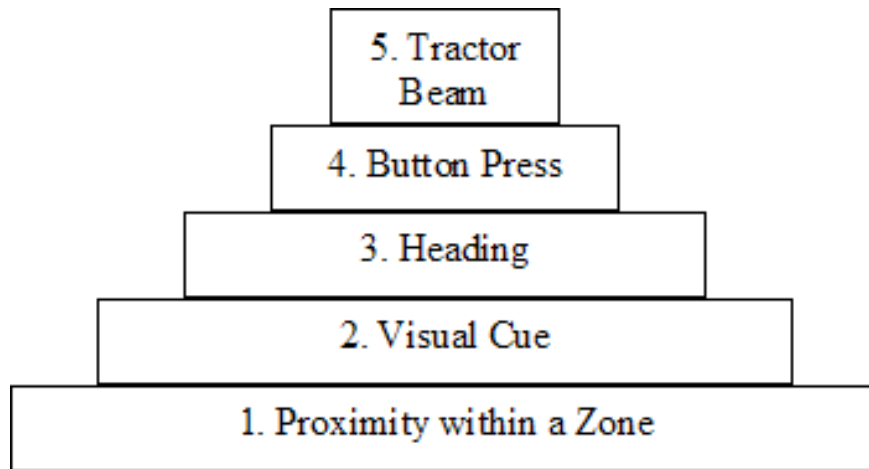 5. Tractor
Beam
4. Button Press
3. Heading
2. Visual Cue
1. Proximity within a Zone